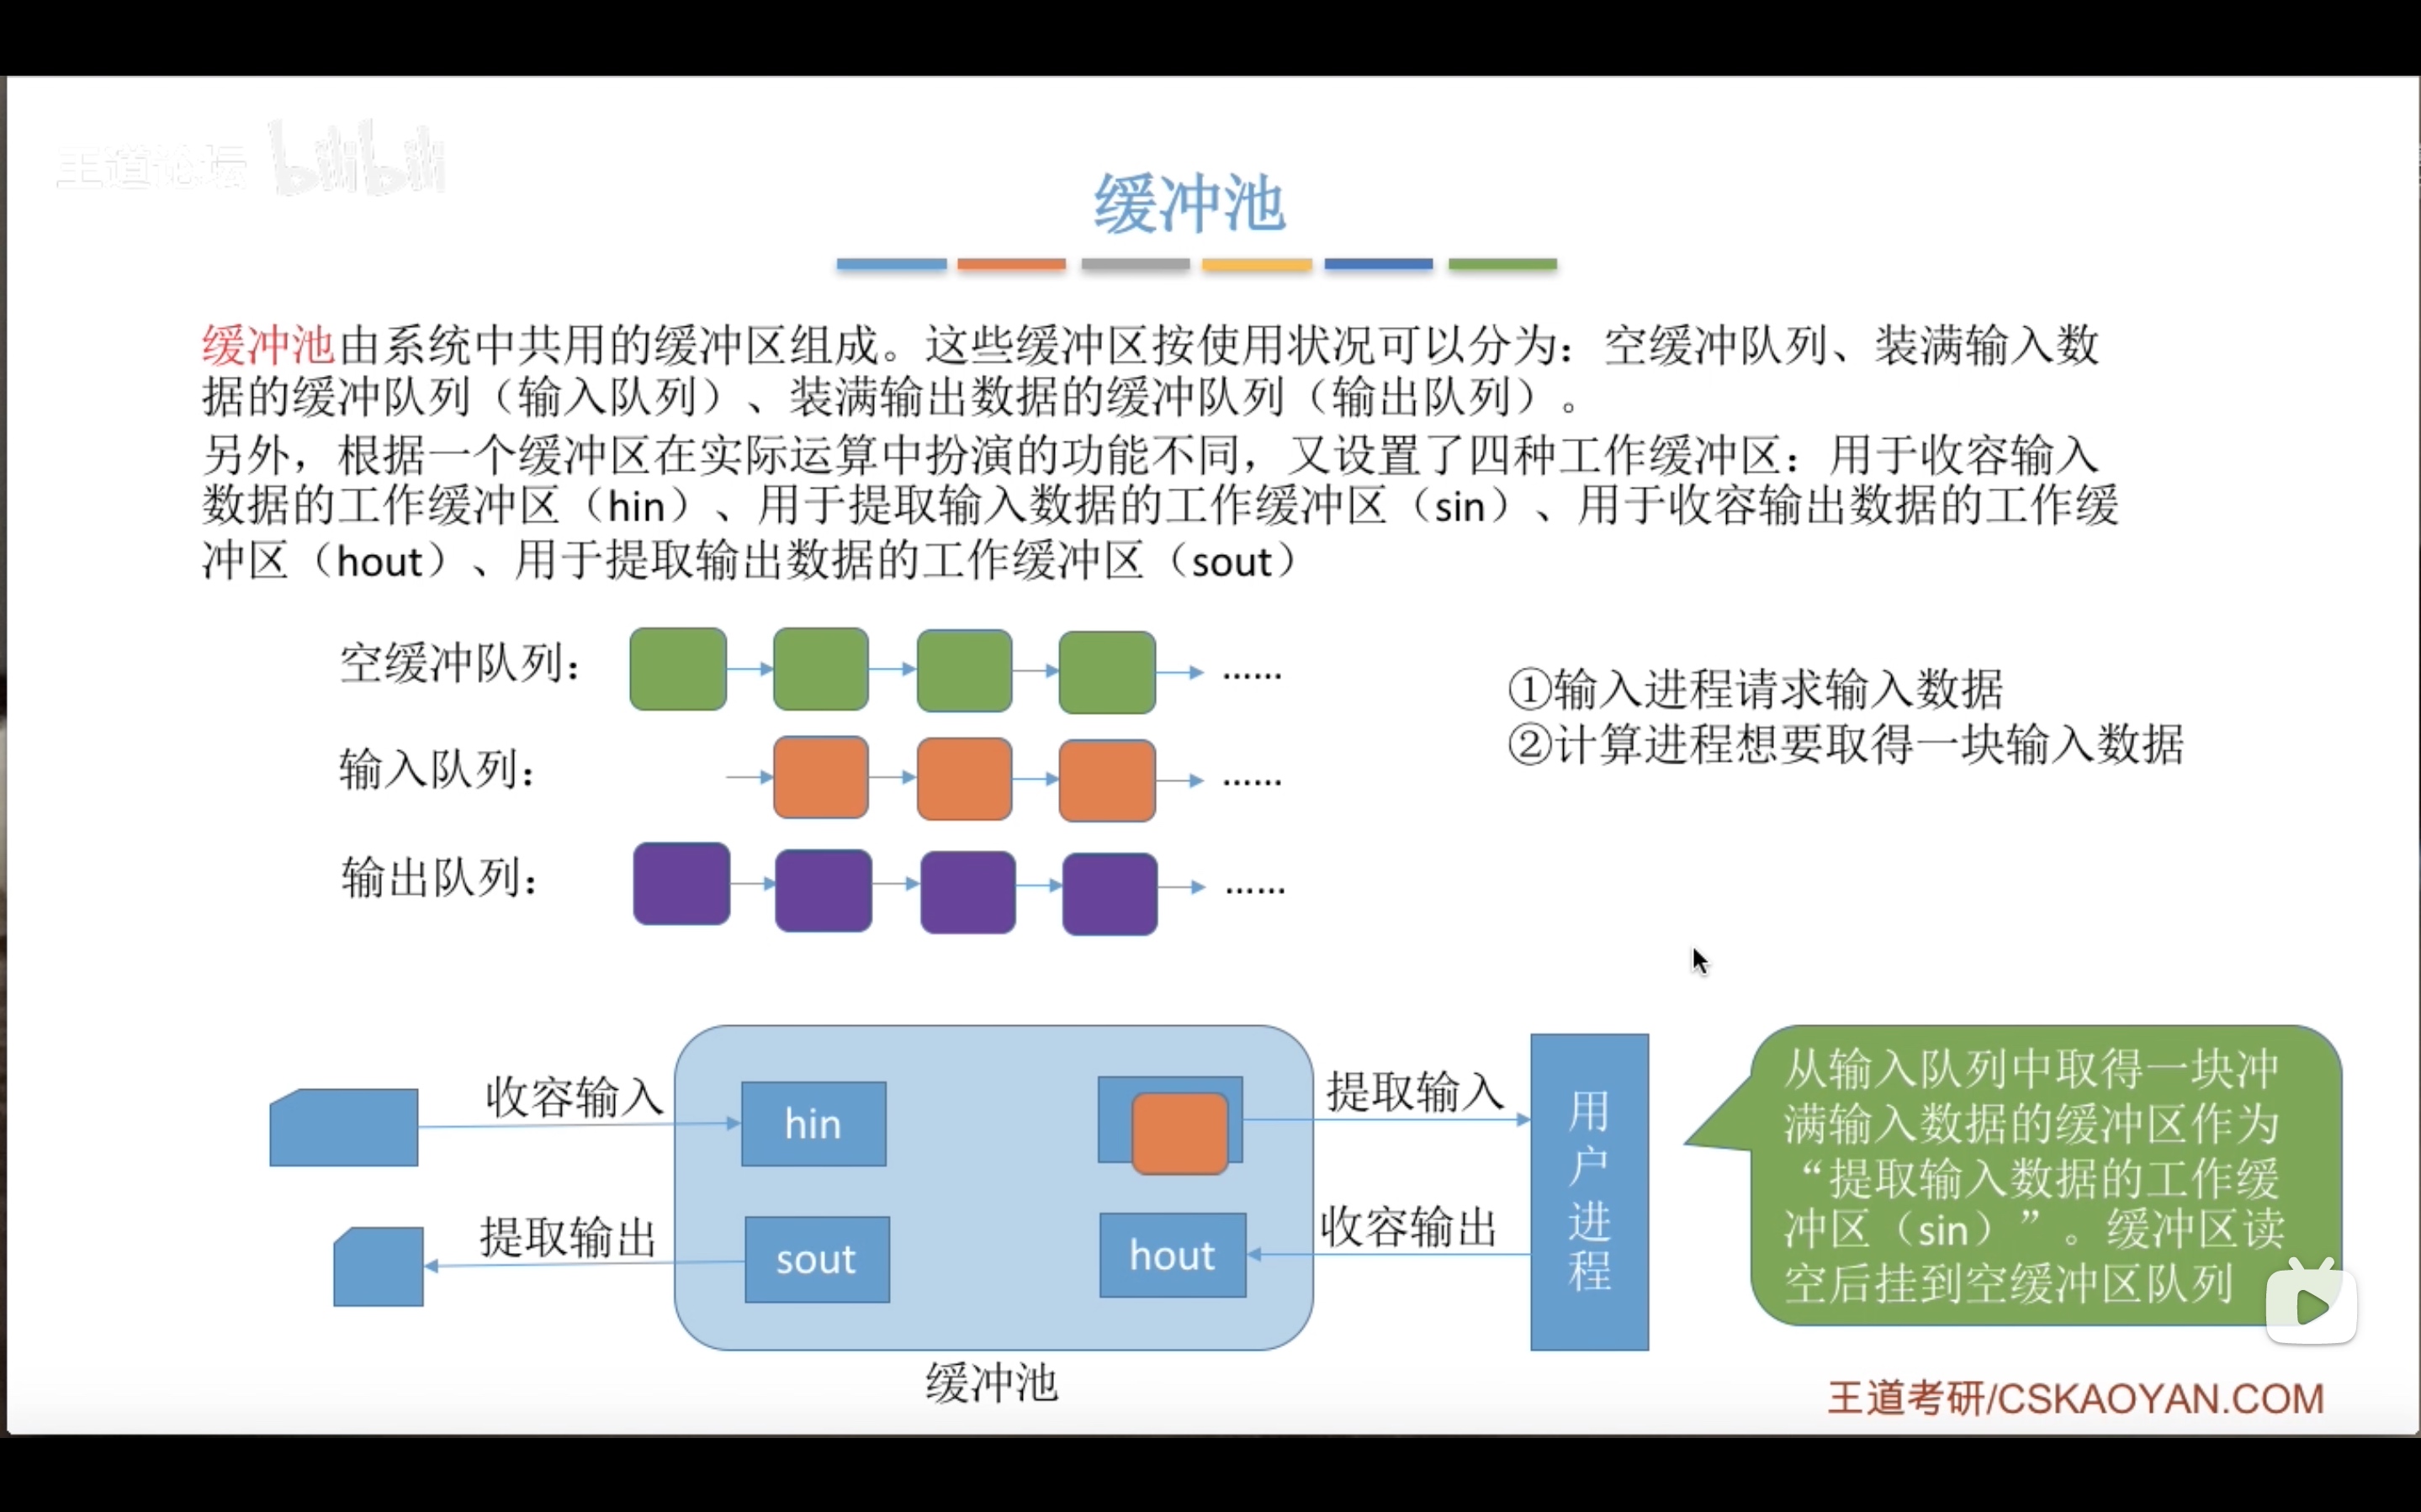 王道论坛 bilibili
缓冲池
缓冲池由系统中共用的缓冲区组成。这些缓冲区按使用状况可以分为：空缓冲队列、装满输入数
据的缓冲队列（输入队列）、装满输出数据的缓冲队列（输出队列）。
另外，根据一个缓冲区在实际运算中扮演的功能不同，又设置了四种工作缓冲区：用于收容输入
数据的工作缓冲区（hin）、用于提取输入数据的工作缓冲区（sin）、用于收容输出数据的工作缓
冲区（hout）、用于提取输出数据的工作缓冲区（sout）
空缓冲队列：
......
输入队列：
......
输出队列：
......
①输入进程请求输入数据
②计算进程想要取得一块输入数据
收容输入
hin
提取输入
提取输出
sout
hout
收容输出
用
户
进
程
缓冲池
从输入队列中取得一块冲
满输入数据的缓冲区作为
“提取输入数据的工作缓
冲区（sin）”。缓冲区读
空后挂到空缓冲区队列
王道考研/CSKAOYAN.COM